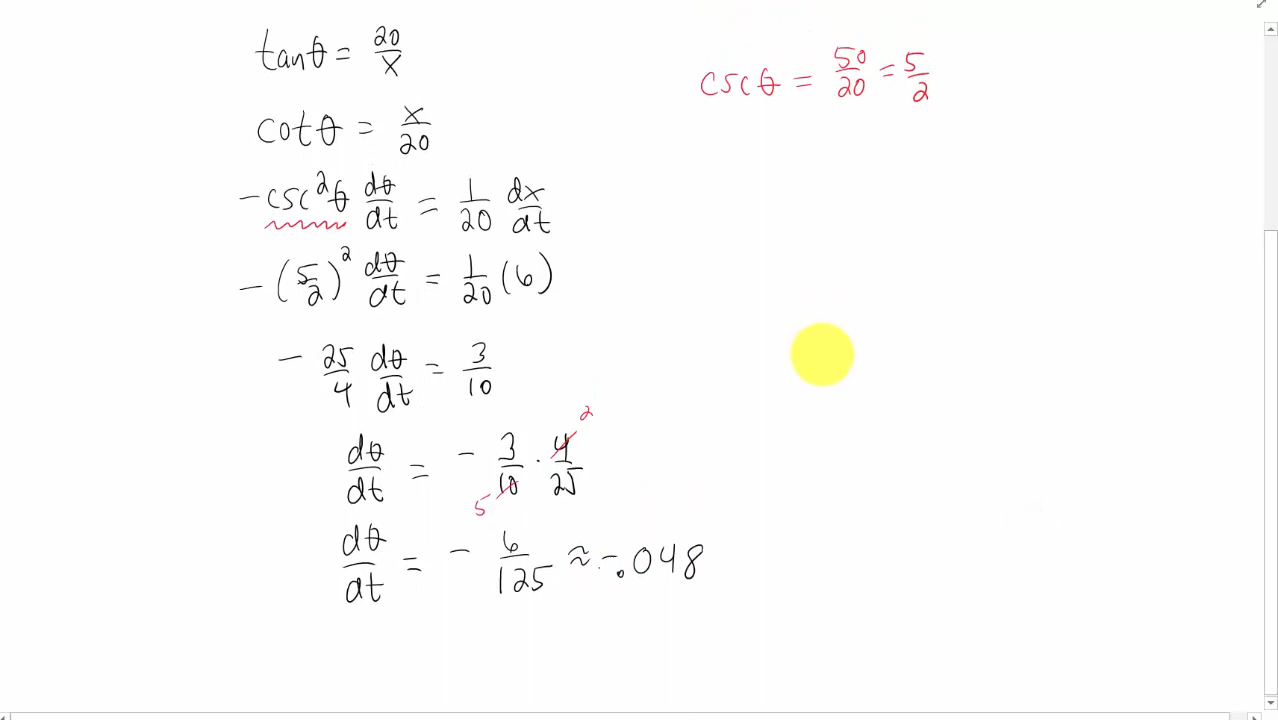 tanθ = 20/x
cscθ = 50/20 = 5/2
cotθ = x/20
-csc²θ dθ/dt = 1/20 dx/dt
-(5/2)² dθ/dt = 1/20 (6)
- 25/4 dθ/dt = 3/10
dθ/dt = - 3/10 · 4/25
2
5
dθ/dt = - 6/125 ≈ -.048